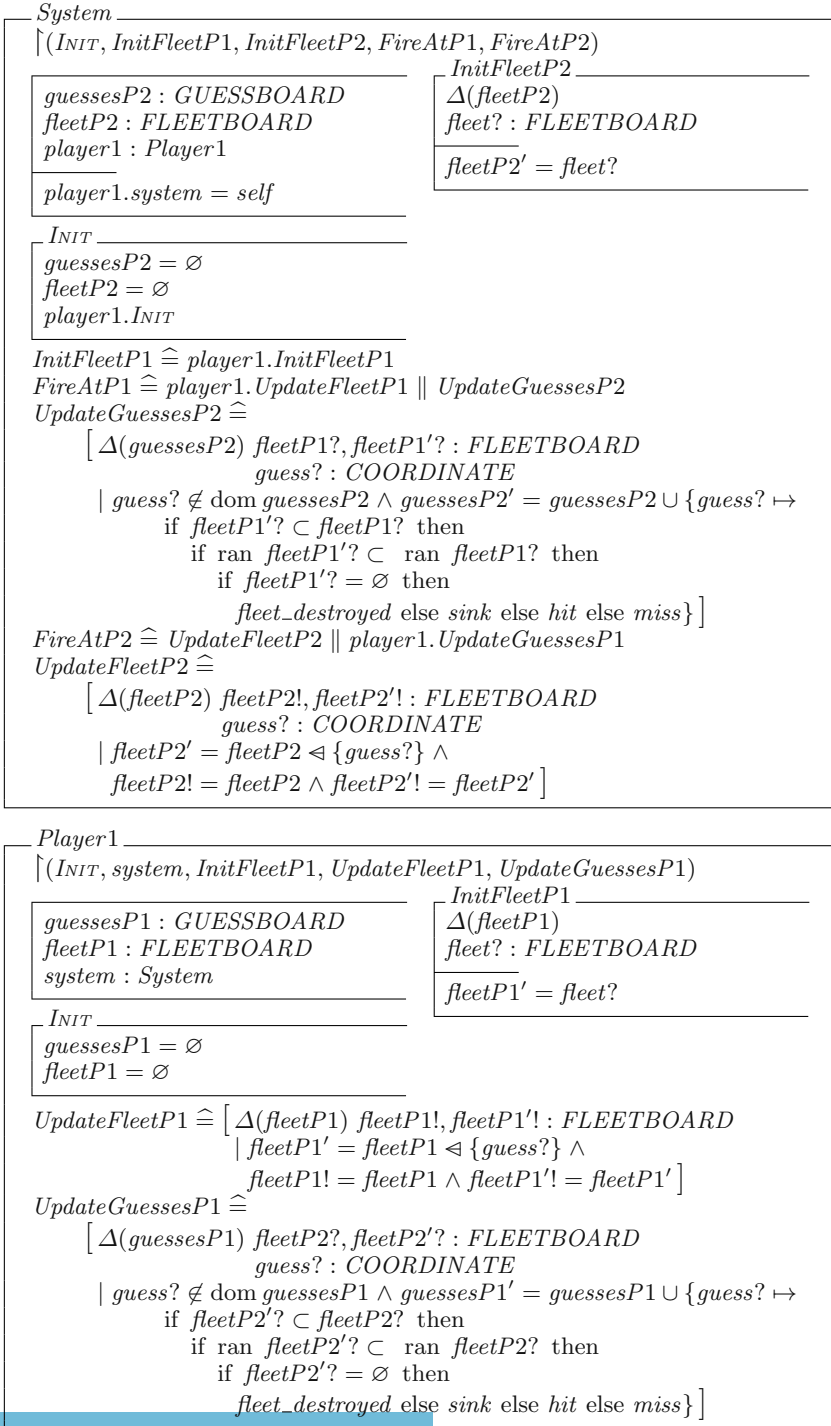 System
↾(INIT, InitFleetP1, InitFleetP2, FireAtP1, FireAtP2)
guessesP2 : GUESSBOARD
fleetP2 : FLEETBOARD
player1 : Player1
player1.system = self
InitFleetP2
Δ(fleetP2)
fleet? : FLEETBOARD
fleetP2′ = fleet?
INIT
guessesP2 = ∅
fleetP2 = ∅
player1.INIT
InitFleetP1 ≙ player1.InitFleetP1
FireAtP1 ≙ player1.UpdateFleetP1 ∥ UpdateGuessesP2
UpdateGuessesP2 ≙
[ Δ(guessesP2) fleetP1?, fleetP1′? : FLEETBOARD
guess? : COORDINATE
| guess? ∉ dom guessesP2 ∧ guessesP2′ = guessesP2 ∪ {guess? ↦
if fleetP1′? ⊂ fleetP1? then
if ran fleetP1′? ⊂ ran fleetP1? then
if fleetP1′? = ∅ then
fleet_destroyed else sink else hit else miss} ]
FireAtP2 ≙ UpdateFleetP2 ∥ player1.UpdateGuessesP1
UpdateFleetP2 ≙
[ Δ(fleetP2) fleetP2!, fleetP2′! : FLEETBOARD
guess? : COORDINATE
| fleetP2′ = fleetP2 ⩤ {guess?} ∧
fleetP2! = fleetP2 ∧ fleetP2′! = fleetP2′ ]
Player1
↾(INIT, system, InitFleetP1, UpdateFleetP1, UpdateGuessesP1)
guessesP1 : GUESSBOARD
fleetP1 : FLEETBOARD
system : System
InitFleetP1
Δ(fleetP1)
fleet? : FLEETBOARD
fleetP1′ = fleet?
INIT
guessesP1 = ∅
fleetP1 = ∅
UpdateFleetP1 ≙ [ Δ(fleetP1) fleetP1!, fleetP1′! : FLEETBOARD
| fleetP1′ = fleetP1 ⩤ {guess?} ∧
fleetP1! = fleetP1 ∧ fleetP1′! = fleetP1′ ]
UpdateGuessesP1 ≙
[ Δ(guessesP1) fleetP2?, fleetP2′? : FLEETBOARD
guess? : COORDINATE
| guess? ∉ dom guessesP1 ∧ guessesP1′ = guessesP1 ∪ {guess? ↦
if fleetP2′? ⊂ fleetP2? then
if ran fleetP2′? ⊂ ran fleetP2? then
if fleetP2′? = ∅ then
fleet_destroyed else sink else hit else miss} ]